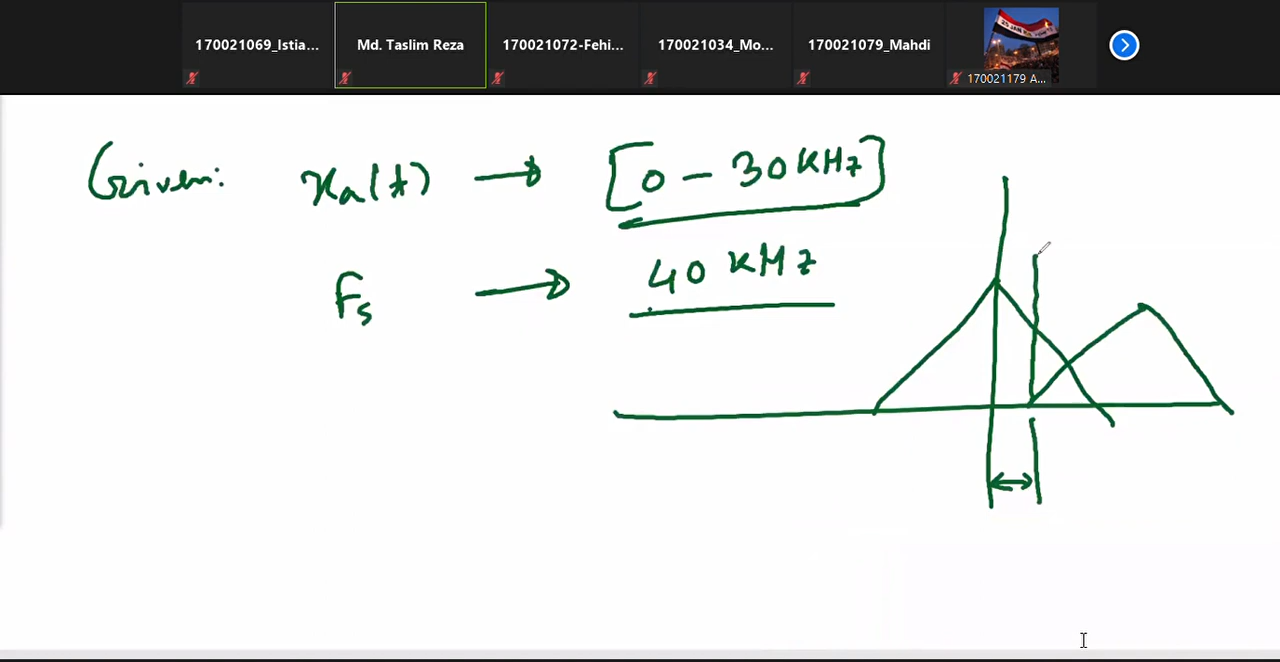 170021069_Istia...
Md. Taslim Reza
170021072-Fehi...
170021034_Mo...
170021079_Mahdi
170021179 A...
Given: xa(t) → [0 - 30 KHz]
Fs → 40 KHz